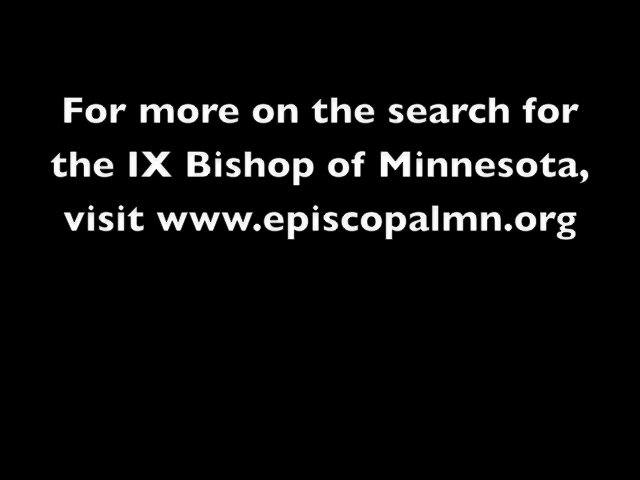 For more on the search for
the IX Bishop of Minnesota,
visit www.episcopalmn.org